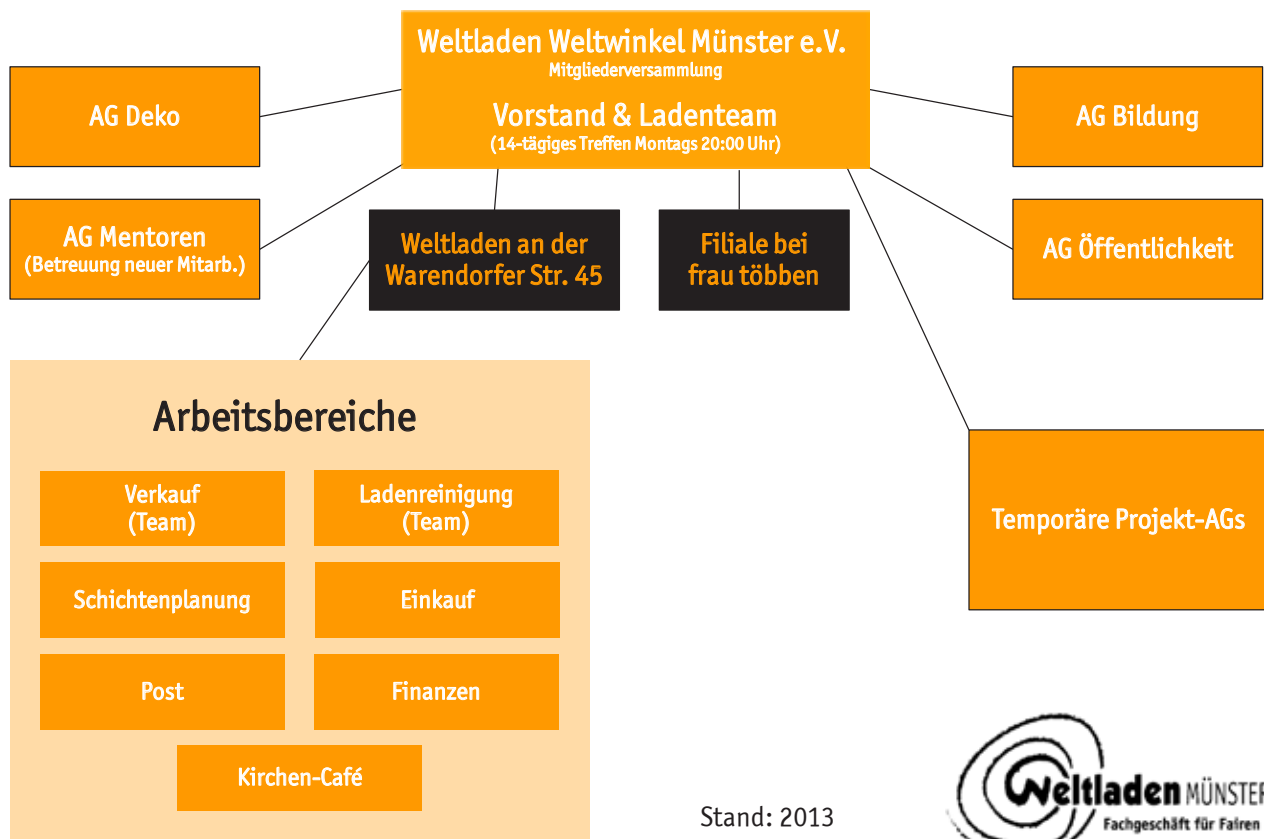 Weltladen Weltwinkel Münster e.V.
Mitgliederversammlung
Vorstand & Ladenteam
(14-tägiges Treffen Montags 20:00 Uhr)
AG Deko
AG Bildung
AG Mentoren
(Betreuung neuer Mitarb.)
Weltladen an der
Warendorfer Str. 45
Filiale bei
frau többen
AG Öffentlichkeit
Arbeitsbereiche
Verkauf
(Team)
Ladenreinigung
(Team)
Schichtenplanung
Einkauf
Post
Finanzen
Kirchen-Café
Temporäre Projekt-AGs
Stand: 2013
Weltladen MÜNSTER
Fachgeschäft für Fairen